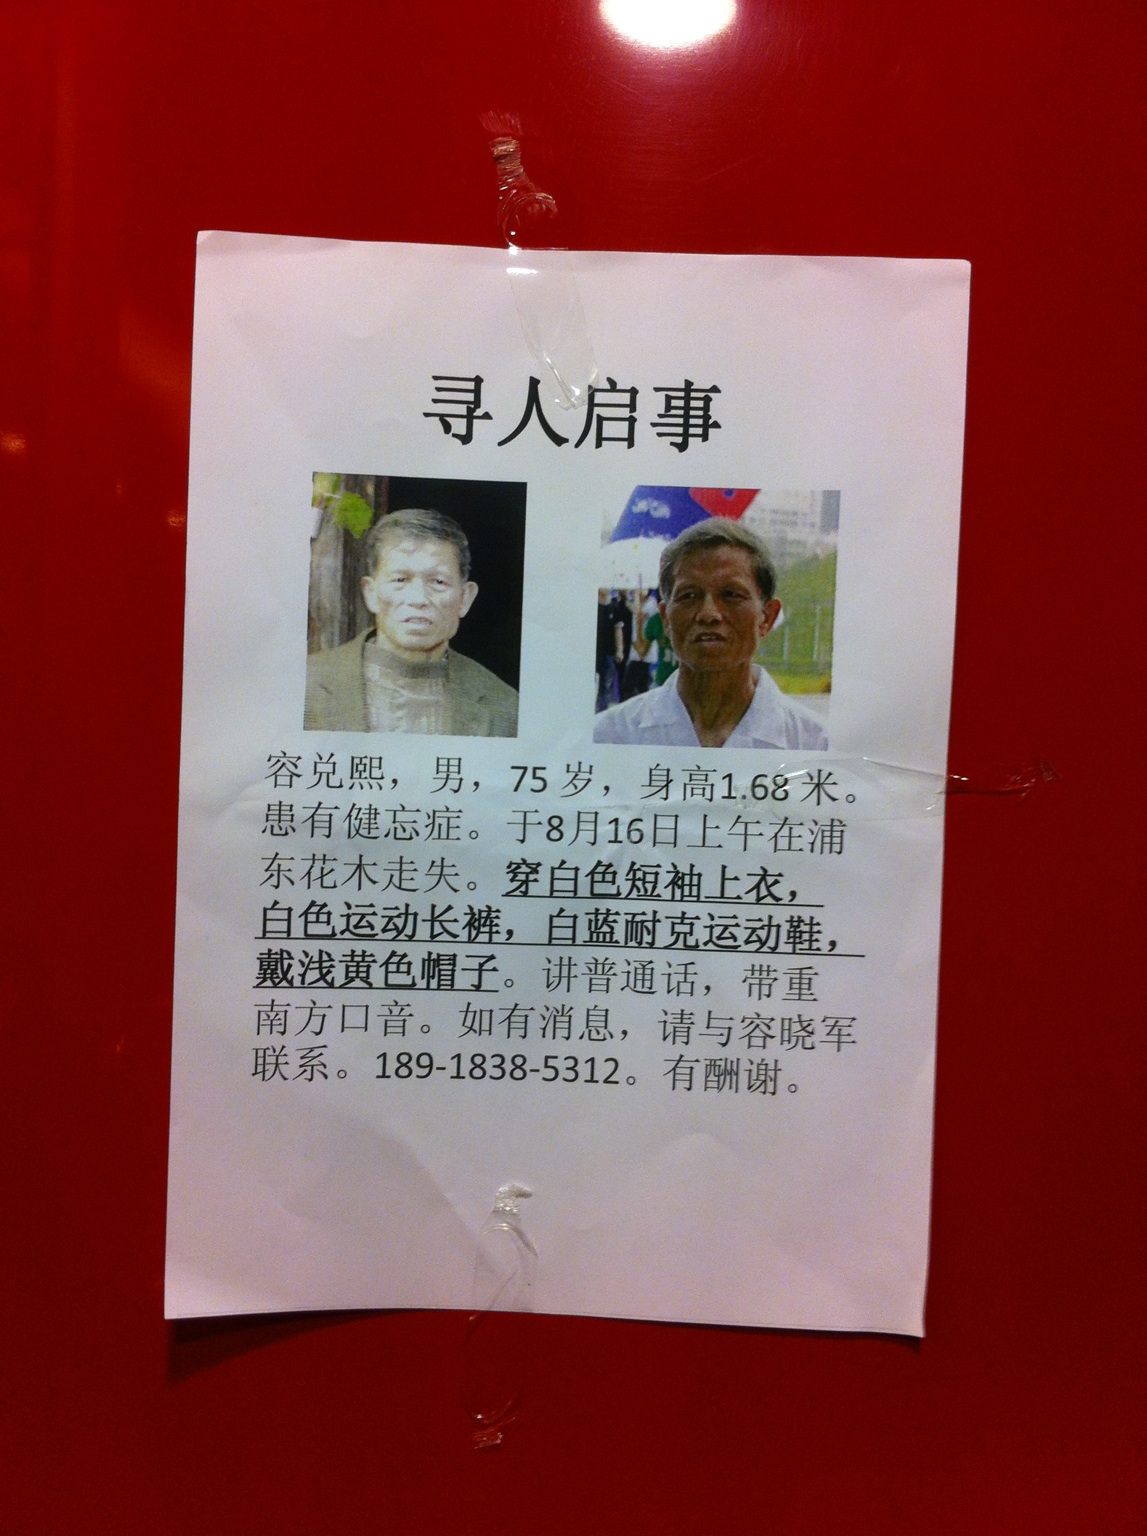 寻人启事
容兑熙，男，75岁，身高1.68米。
患有健忘症。于8月16日上午在浦
东花木走失。穿白色短袖上衣，
白色运动长裤，白蓝耐克运动鞋，
戴浅黄色帽子。讲普通话，带重
南方口音。如有消息，请与容晓军
联系。189-1838-5312。有酬谢。